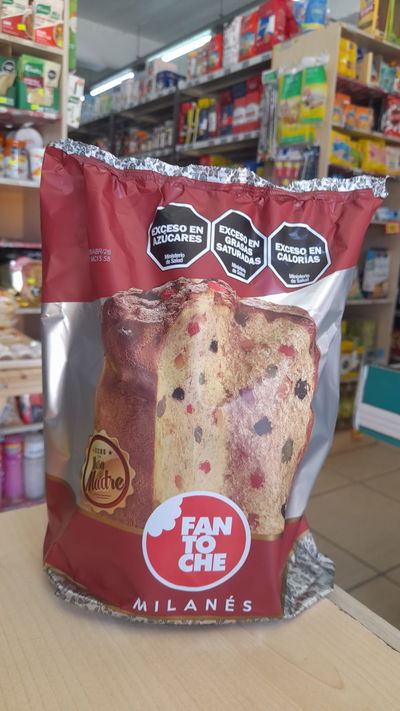 EXCESO EN
AZÚCARES
Ministerio
de Salud
EXCESO EN
GRASAS
SATURADAS
Ministerio
de Salud
EXCESO EN
CALORÍAS
Ministerio
de Salud
Madre
FAN
TO
CHE
MILANÉS